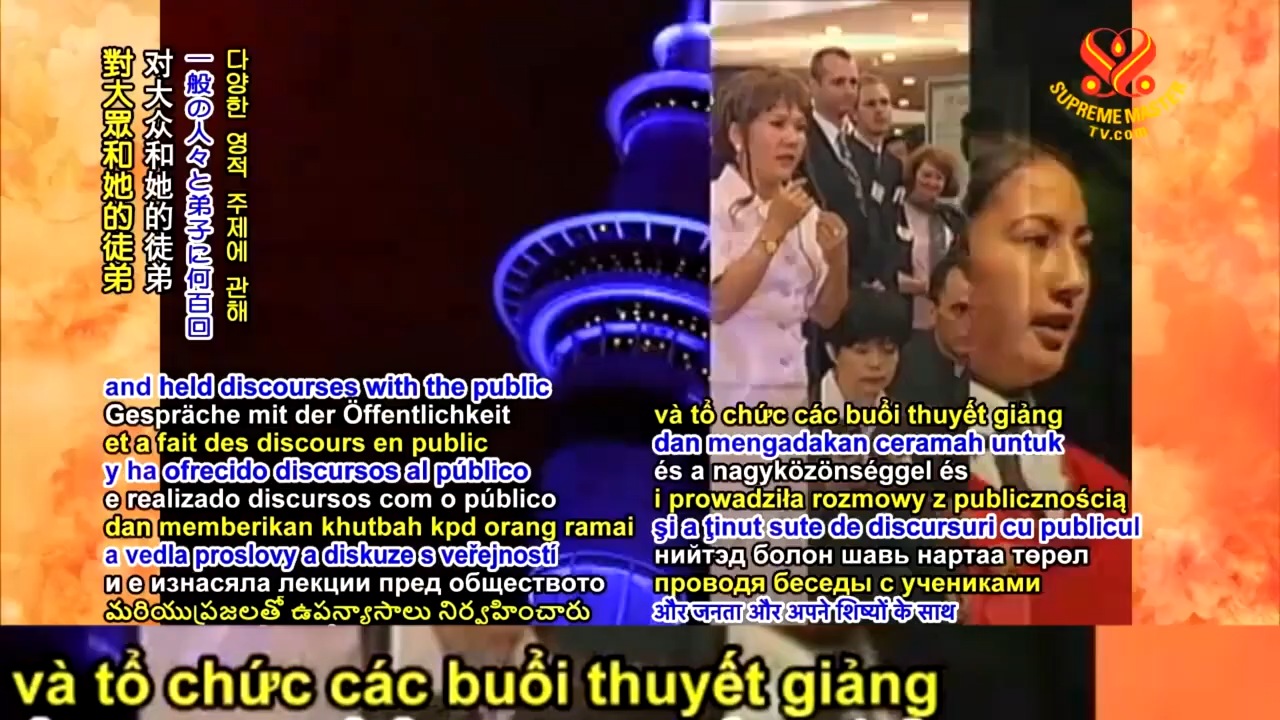 對大眾和她的徒弟
对大众和她的徒弟
一般の人々と弟子に何百回
다양한 영적 주제에 관해
SUPREME MASTER
TV.com
and held discourses with the public
Gespräche mit der Öffentlichkeit
et a fait des discours en public
y ha ofrecido discursos al público
e realizado discursos com o público
dan memberikan khutbah kpd orang ramai
a vedla proslovy a diskuze s veřejností
и е изнасяла лекции пред обществото
మరియుప్రజలతో ఉపన్యాసాలు నిర్వహించారు
và tổ chức các buổi thuyết giảng
dan mengadakan ceramah untuk
és a nagyközönséggel és
i prowadziła rozmowy z publicznością
şi a ţinut sute de discursuri cu publicul
нийтэд болон шавь нартаа төрөл
проводя беседы с учениками
और जनता और अपने शिष्यों के साथ
và tổ chức các buổi thuyết giảng